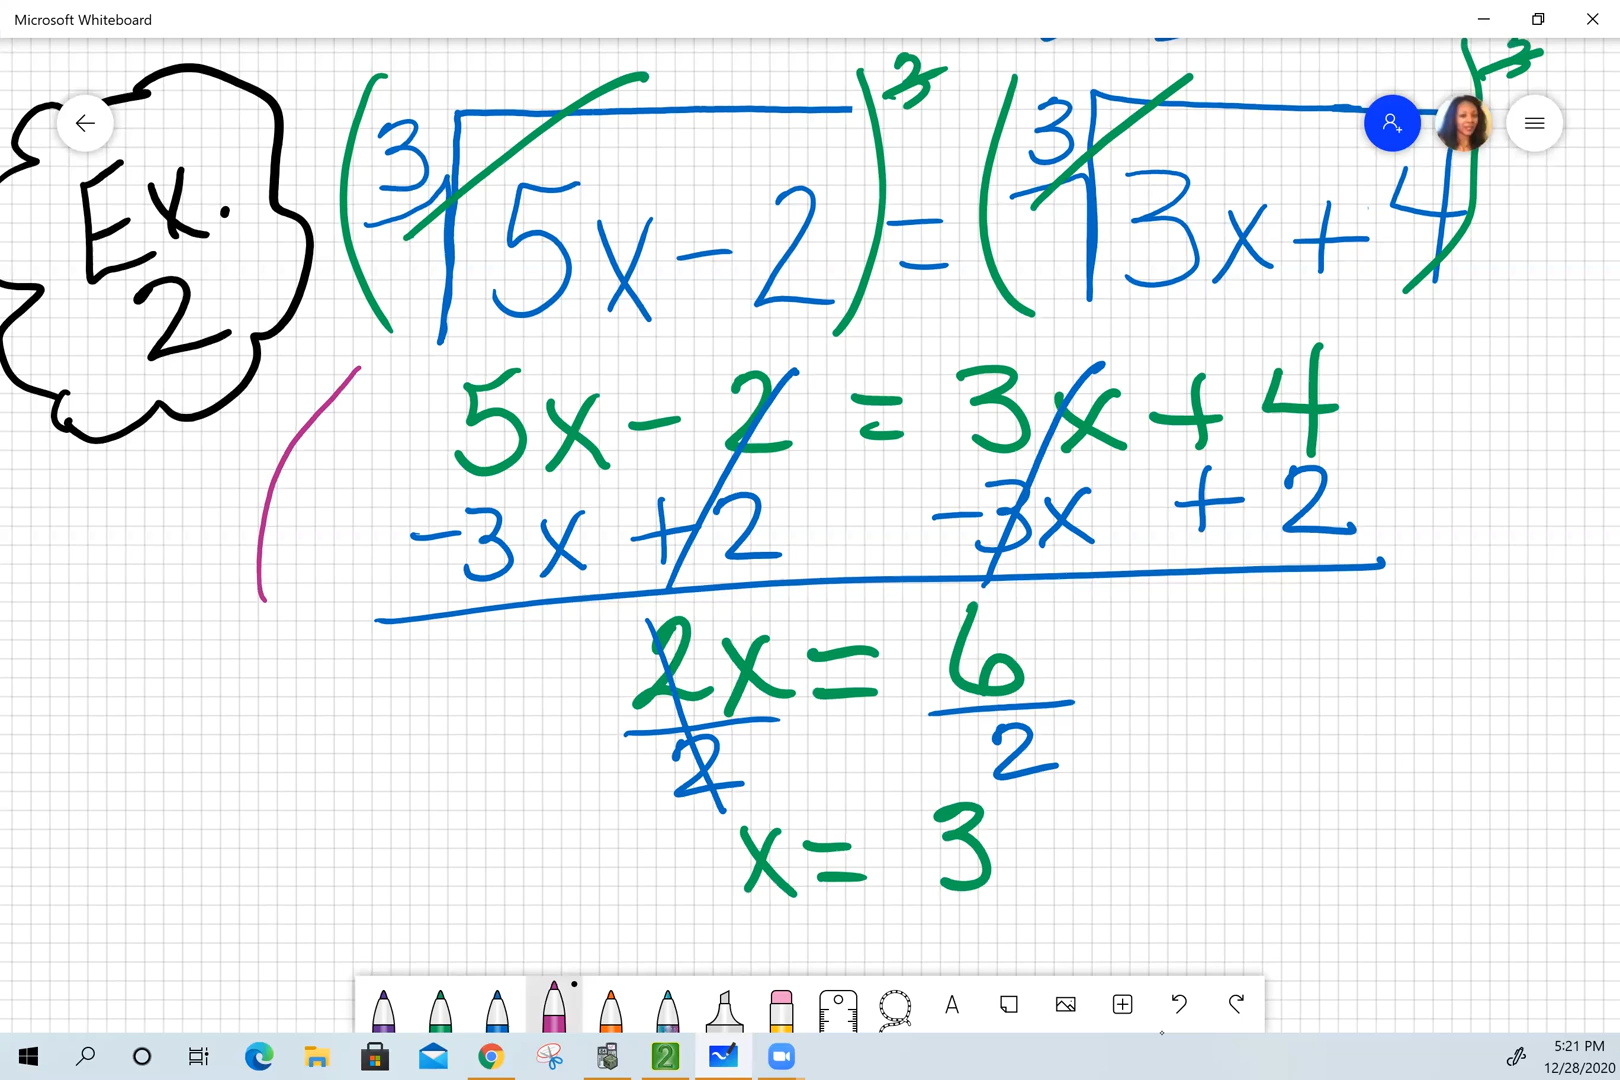 Microsoft Whiteboard
Ex.
2
(∛5x - 2)³ = (∛3x + 4)³
5x - 2 = 3x + 4
-3x + 2 -3x + 2
2x = 6
2 2
x = 3
A
2
5:21 PM
12/28/2020